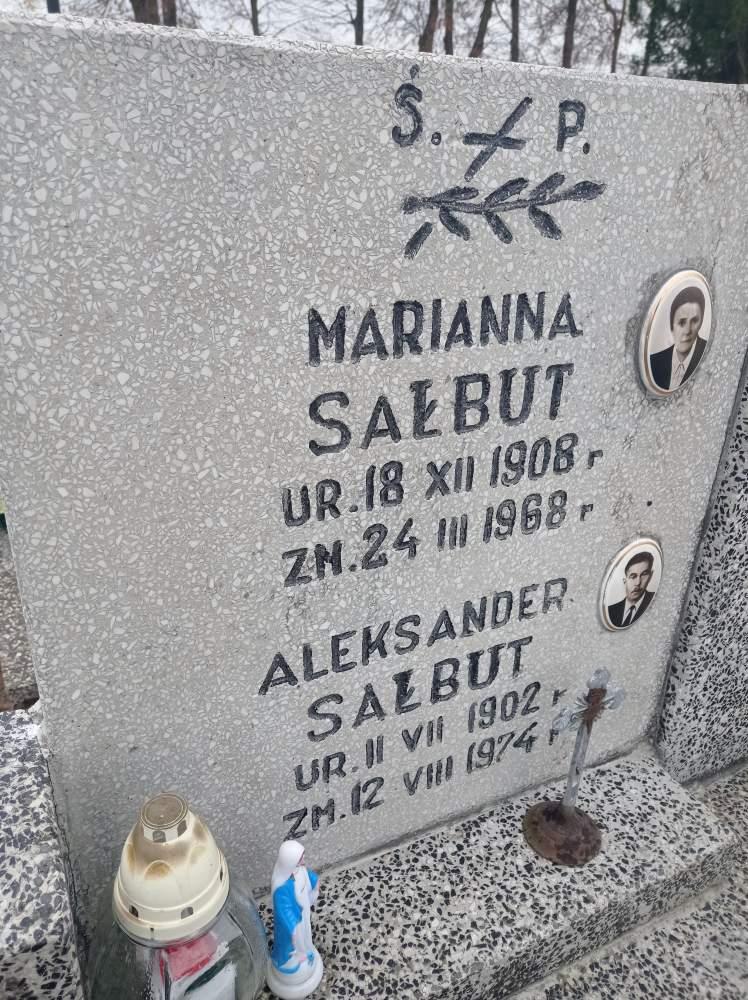 Ś. P.
MARIANNA
SAŁBUT
UR. 18 XII 1908 r
ZM. 24 III 1968 r
ALEKSANDER
SAŁBUT
UR. 11 VII 1902 r
ZM. 12 VIII 1974 r